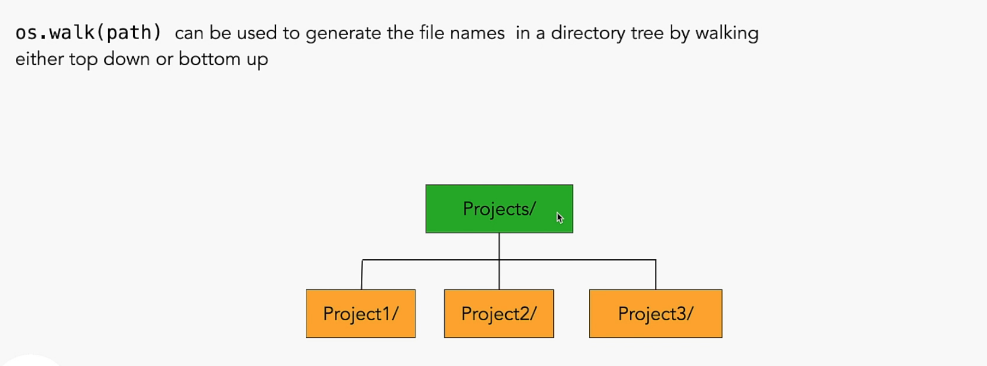 os.walk(path) can be used to generate the file names in a directory tree by walking
either top down or bottom up
Projects/
Project1/
Project2/
Project3/